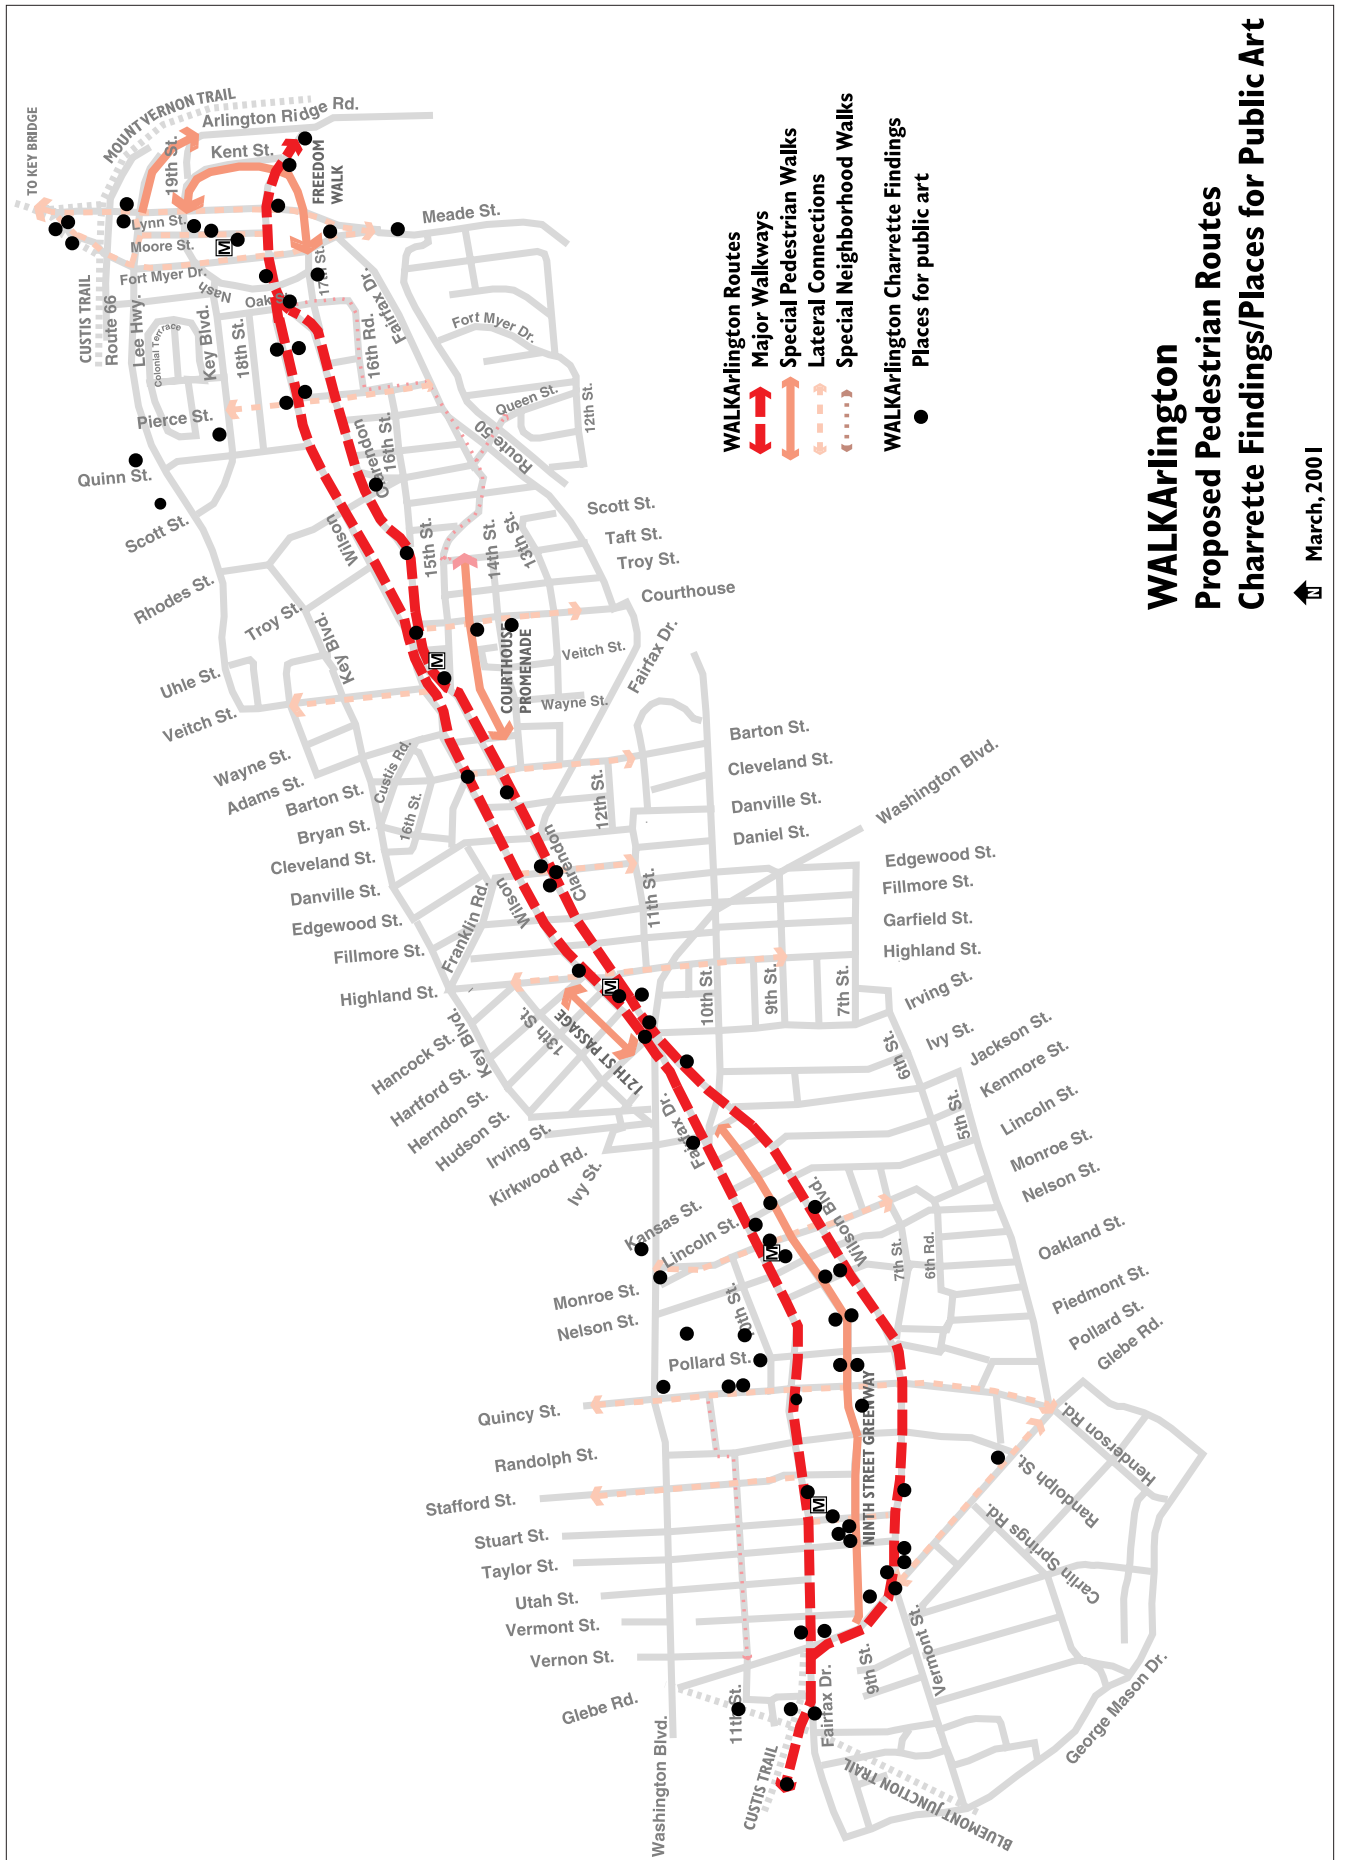 WALKArlington
Proposed Pedestrian Routes
Charrette Findings/Places for Public Art
N March, 2001
WALKArlington Routes
Major Walkways
Special Pedestrian Walks
Lateral Connections
Special Neighborhood Walks
WALKArlington Charrette Findings
Places for public art
TO KEY BRIDGE
MOUNT VERNON TRAIL
Arlington Ridge Rd.
19th St.
Kent St.
FREEDOM
WALK
Lynn St.
Moore St.
M
Meade St.
Fort Myer Dr.
17th St.
Nash
Oak St.
CUSTIS TRAIL
Route 66
Lee Hwy.
Colonial Terrace
Key Blvd.
18th St.
16th Rd.
Fairfax Dr.
Fort Myer Dr.
Pierce St.
Queen St.
12th St.
Clarendon
16th St.
Route 50
Quinn St.
Scott St.
Wilson
15th St.
14th St.
13th St.
Scott St.
Taft St.
Troy St.
Courthouse
Rhodes St.
Troy St.
Key Blvd.
M
COURTHOUSE
PROMENADE
Veitch St.
Fairfax Dr.
Uhle St.
Veitch St.
Wayne St.
Wayne St.
Adams St.
Barton St.
Custis Rd.
16th St.
Bryan St.
Cleveland St.
Danville St.
Edgewood St.
Fillmore St.
Highland St.
12th St.
Barton St.
Cleveland St.
Danville St.
Daniel St.
Washington Blvd.
Clarendon
Wilson
Franklin Rd.
11th St.
Edgewood St.
Fillmore St.
Garfield St.
Highland St.
Irving St.
Ivy St.
Jackson St.
Kenmore St.
Lincoln St.
Monroe St.
Nelson St.
Oakland St.
Piedmont St.
Pollard St.
Glebe Rd.
M
10th St.
9th St.
7th St.
6th St.
5th St.
Key Blvd.
13th St.
12TH ST PASSAGE
Hancock St.
Hartford St.
Herndon St.
Hudson St.
Irving St.
Kirkwood Rd.
Ivy St.
Fairfax Dr.
Kansas St.
Lincoln St.
M
Wilson Blvd.
7th St.
6th Rd.
Monroe St.
Nelson St.
10th St.
Pollard St.
Quincy St.
Randolph St.
Stafford St.
Stuart St.
Taylor St.
Utah St.
Vermont St.
Vernon St.
Glebe Rd.
M
NINTH STREET GREENWAY
Henderson Rd.
Randolph St.
Carlin Springs Rd.
Vermont St.
9th St.
Fairfax Dr.
11th St.
Washington Blvd.
CUSTIS TRAIL
BLUEMONT JUNCTION TRAIL
George Mason Dr.